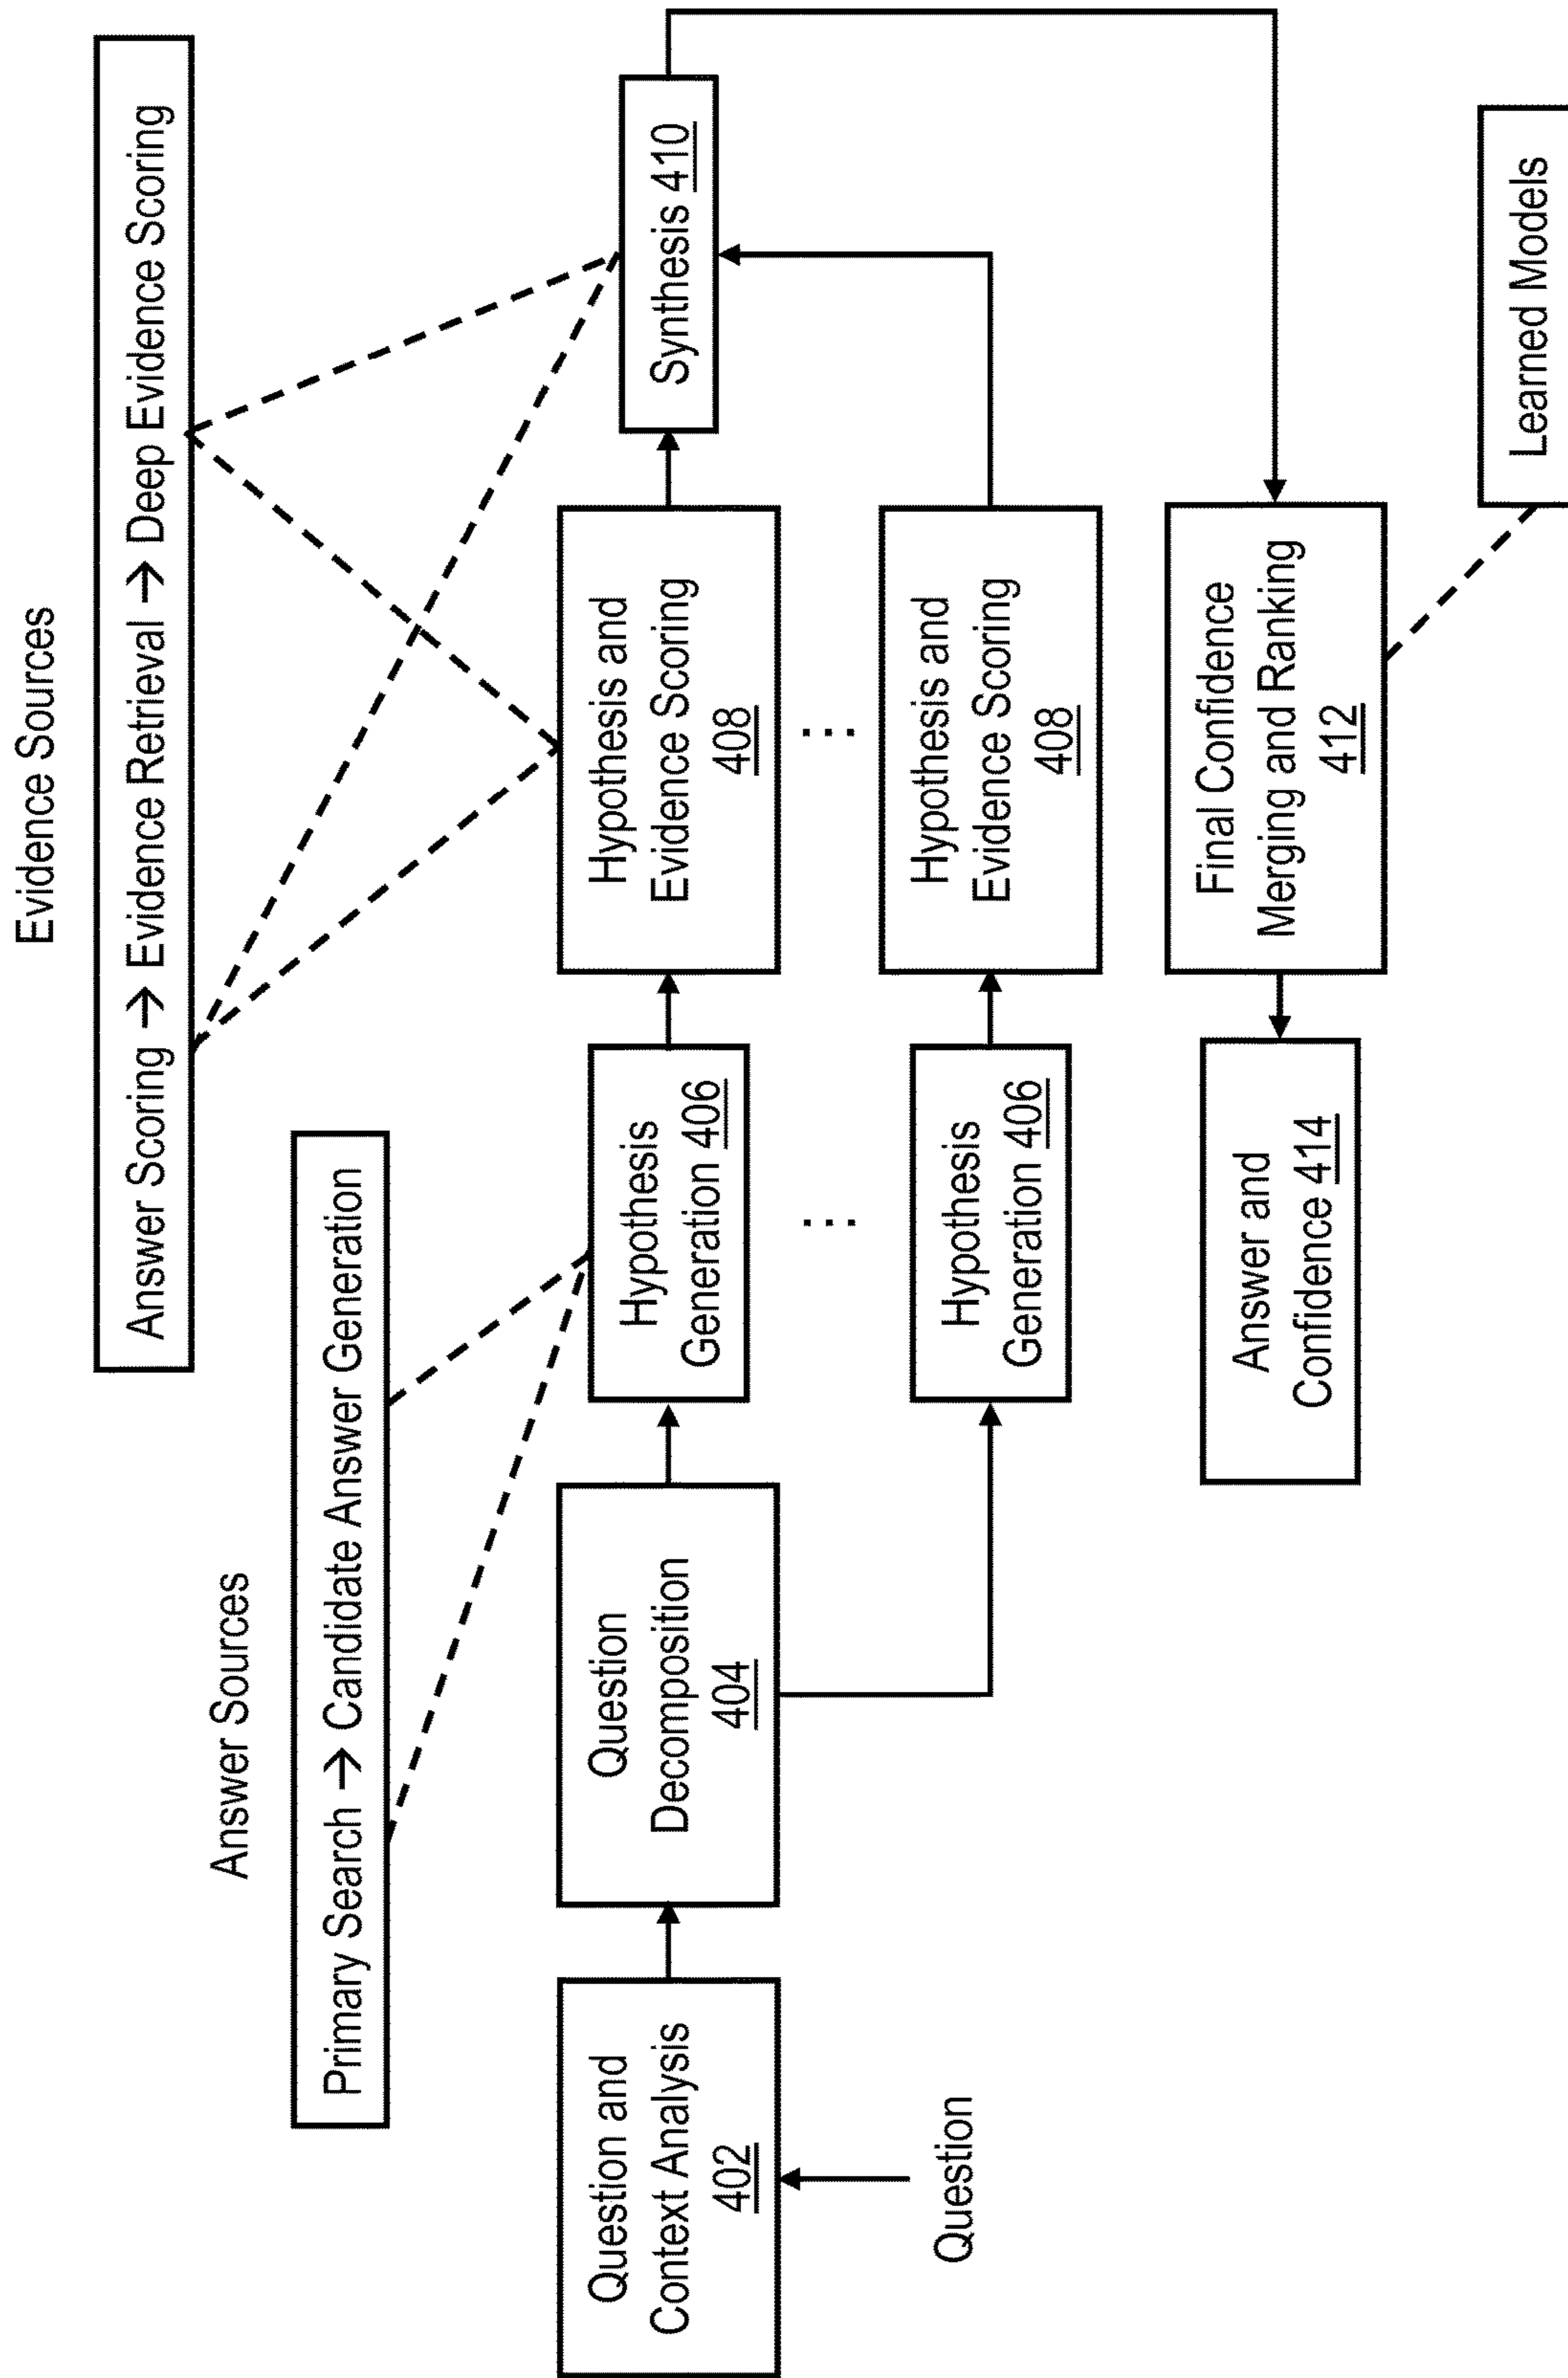 Evidence Sources
Answer Scoring → Evidence Retrieval → Deep Evidence Scoring
Answer Sources
Primary Search → Candidate Answer Generation
Question and
Context Analysis
402
Question
Question
Decomposition
404
Hypothesis
Generation 406
...
Hypothesis
Generation 406
Hypothesis and
Evidence Scoring
408
...
Hypothesis and
Evidence Scoring
408
Synthesis 410
Final Confidence
Merging and Ranking
412
Learned Models
Answer and
Confidence 414